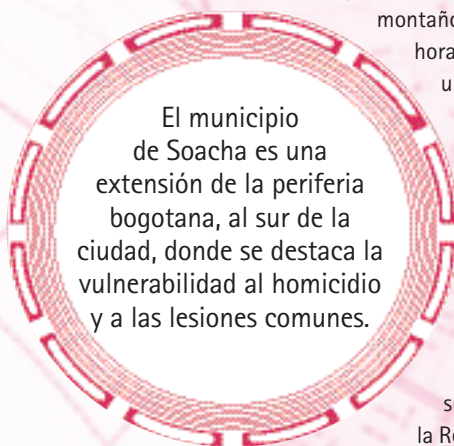 montaño
hora
u
El municipio
de Soacha es una
extensión de la periferia
bogotana, al sur de la
ciudad, donde se destaca la
vulnerabilidad al homicidio
y a las lesiones comunes.
s
la R